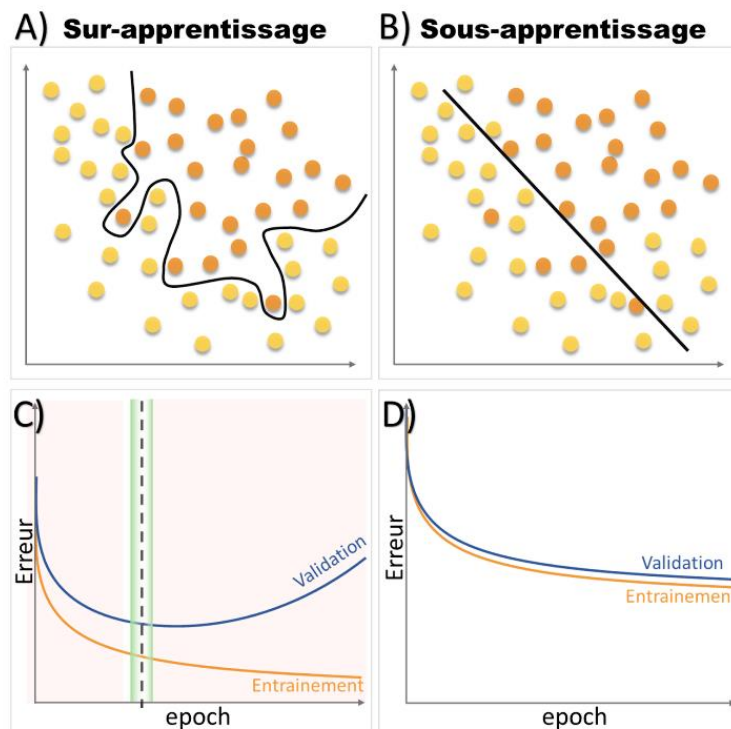 A) Sur-apprentissage
B) Sous-apprentissage
C)
Erreur
Validation
Entrainement
epoch
D)
Erreur
Validation
Entrainemen
epoch